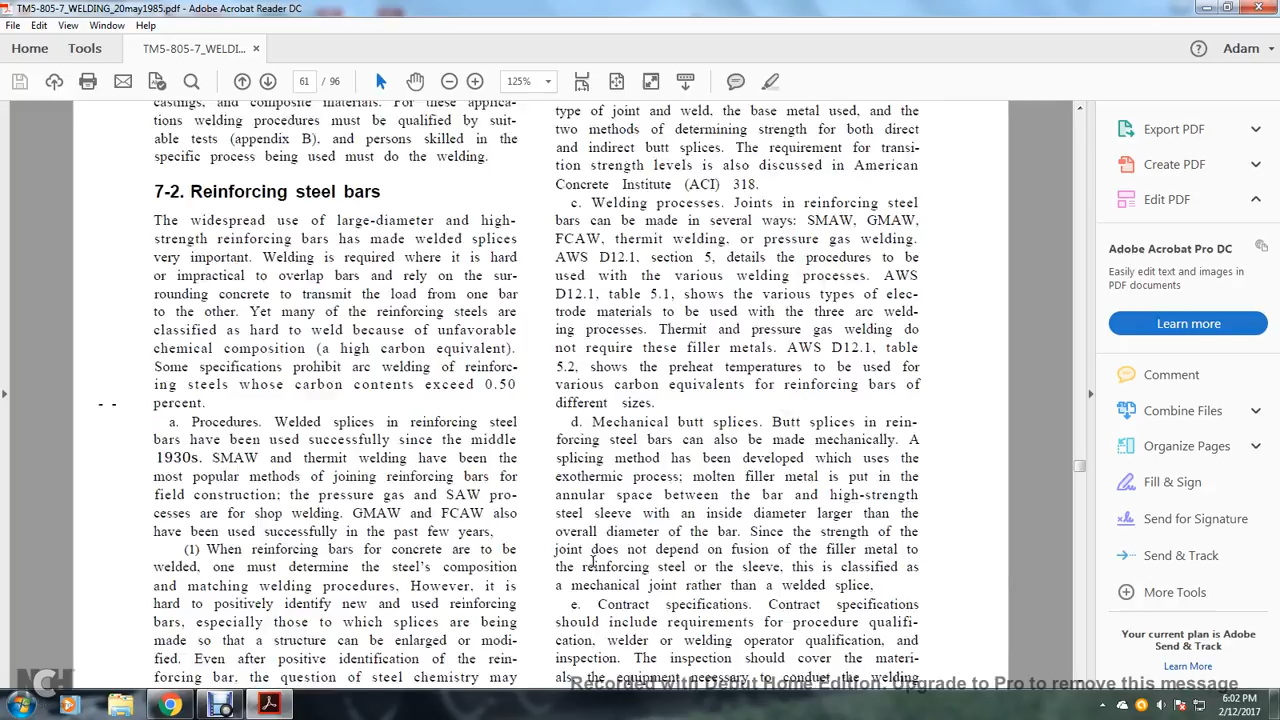 TM5-805-7_WELDING_20may1985.pdf - Adobe Acrobat Reader DC
File Edit View Window Help
Home Tools TM5-805-7_WELDI... × Adam
61 / 96 125%
castings, and composite materials. For these applica-
tions welding procedures must be qualified by suit-
able tests (appendix B), and persons skilled in the
specific process being used must do the welding.
7-2. Reinforcing steel bars
The widespread use of large-diameter and high-
strength reinforcing bars has made welded splices
very important. Welding is required where it is hard
or impractical to overlap bars and rely on the sur-
rounding concrete to transmit the load from one bar
to the other. Yet many of the reinforcing steels are
classified as hard to weld because of unfavorable
chemical composition (a high carbon equivalent).
Some specifications prohibit arc welding of reinforc-
ing steels whose carbon contents exceed 0.50
percent.
a. Procedures. Welded splices in reinforcing steel
bars have been used successfully since the middle
1930s. SMAW and thermit welding have been the
most popular methods of joining reinforcing bars for
field construction; the pressure gas and SAW pro-
cesses are for shop welding. GMAW and FCAW also
have been used successfully in the past few years,
(1) When reinforcing bars for concrete are to be
welded, one must determine the steel's composition
and matching welding procedures, However, it is
hard to positively identify new and used reinforcing
bars, especially those to which splices are being
made so that a structure can be enlarged or modi-
fied. Even after positive identification of the rein-
forcing bar, the question of steel chemistry may
type of joint and weld, the base metal used, and the
two methods of determining strength for both direct
and indirect butt splices. The requirement for transi-
tion strength levels is also discussed in American
Concrete Institute (ACI) 318.
c. Welding processes. Joints in reinforcing steel
bars can be made in several ways: SMAW, GMAW,
FCAW, thermit welding, or pressure gas welding.
AWS D12.1, section 5, details the procedures to be
used with the various welding processes. AWS
D12.1, table 5.1, shows the various types of elec-
trode materials to be used with the three arc weld-
ing processes. Thermit and pressure gas welding do
not require these filler metals. AWS D12.1, table
5.2, shows the preheat temperatures to be used for
various carbon equivalents for reinforcing bars of
different sizes.
d. Mechanical butt splices. Butt splices in rein-
forcing steel bars can also be made mechanically. A
splicing method has been developed which uses the
exothermic process; molten filler metal is put in the
annular space between the bar and high-strength
steel sleeve with an inside diameter larger than the
overall diameter of the bar. Since the strength of the
joint does not depend on fusion of the filler metal to
the reinforcing steel or the sleeve, this is classified as
a mechanical joint rather than a welded splice,
e. Contract specifications. Contract specifications
should include requirements for procedure qualifi-
cation, welder or welding operator qualification, and
inspection. The inspection should cover the materi-
als, the equipment necessary to conduct the welding
Export PDF
Create PDF
Edit PDF
Adobe Acrobat Pro DC
Easily edit text and images in
PDF documents
Learn more
Comment
Combine Files
Organize Pages
Fill & Sign
Send for Signature
Send & Track
More Tools
Your current plan is Adobe
Send & Track
Learn More
Recorded with Debut Home Edition. Upgrade to Pro to remove this message
NCH
6:02 PM
2/12/2017